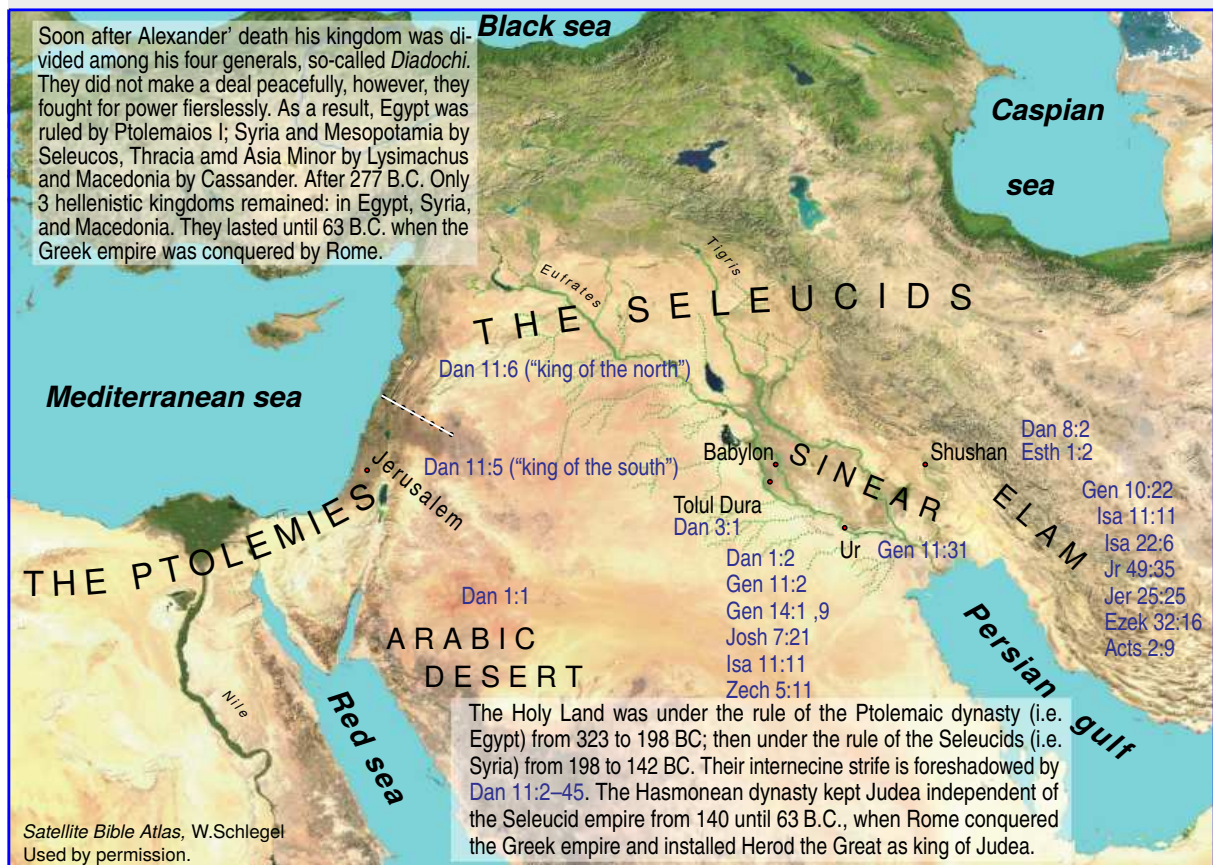 Soon after Alexander' death his kingdom was di-
vided among his four generals, so-called Diadochi.
They did not make a deal peacefully, however, they
fought for power fierslessly. As a result, Egypt was
ruled by Ptolemaios I; Syria and Mesopotamia by
Seleucos, Thracia amd Asia Minor by Lysimachus
and Macedonia by Cassander. After 277 B.C. Only
3 hellenistic kingdoms remained: in Egypt, Syria,
and Macedonia. They lasted until 63 B.C. when the
Greek empire was conquered by Rome.
Black sea
Caspian
sea
Tigris
Eufrates
THE SELEUCIDS
Dan 11:6 (“king of the north”)
Mediterranean sea
Dan 11:5 (“king of the south”)
Jerusalem
THE PTOLEMIES
Babylon
SINEAR
Shushan
Dan 8:2
Esth 1:2
Tolul Dura
Dan 3:1
Ur
Gen 11:31
ELAM
Gen 10:22
Isa 11:11
Isa 22:6
Jr 49:35
Jer 25:25
Ezek 32:16
Acts 2:9
Dan 1:2
Gen 11:2
Gen 14:1 ,9
Josh 7:21
Isa 11:11
Zech 5:11
Dan 1:1
ARABIC
DESERT
Nile
Red sea
Persian gulf
The Holy Land was under the rule of the Ptolemaic dynasty (i.e.
Egypt) from 323 to 198 BC; then under the rule of the Seleucids (i.e.
Syria) from 198 to 142 BC. Their internecine strife is foreshadowed by
Dan 11:2–45. The Hasmonean dynasty kept Judea independent of
the Seleucid empire from 140 until 63 B.C., when Rome conquered
the Greek empire and installed Herod the Great as king of Judea.
Satellite Bible Atlas, W.Schlegel
Used by permission.